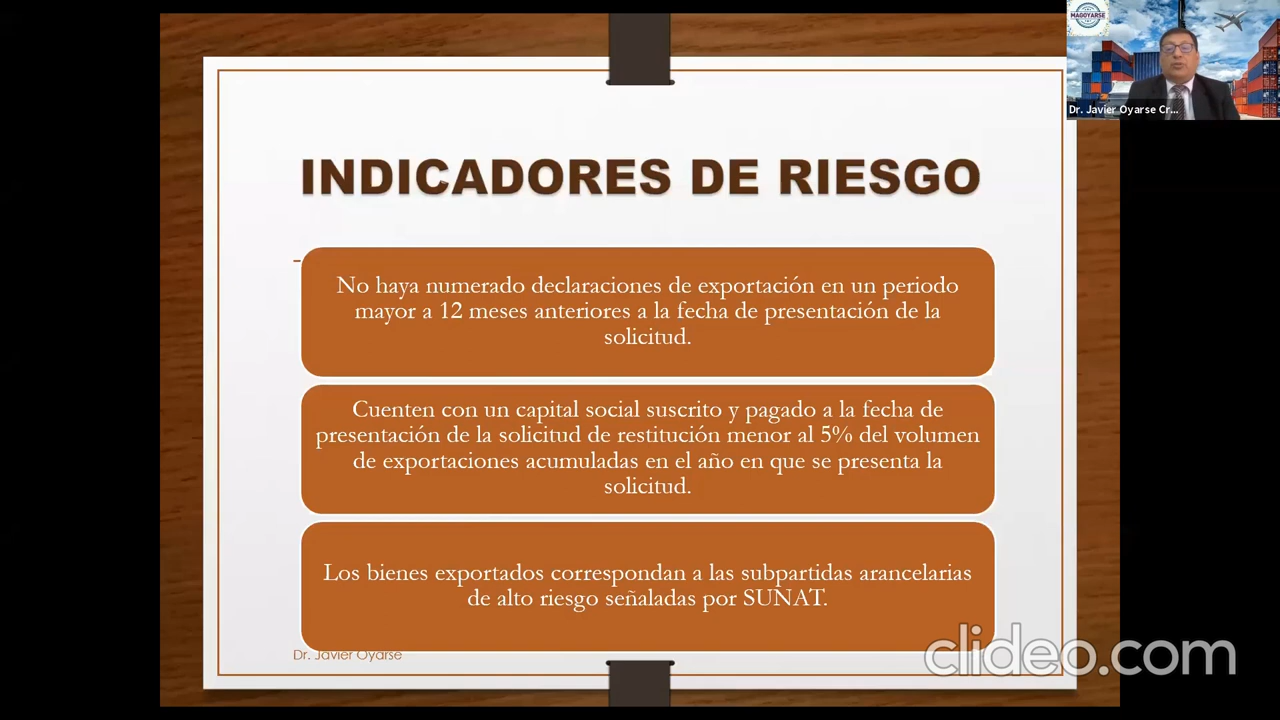 MAGOYARSE
Dr. Javier Oyarse Cr...
INDICADORES DE RIESGO
-
No haya numerado declaraciones de exportación en un periodo
mayor a 12 meses anteriores a la fecha de presentación de la
solicitud.
Cuenten con un capital social suscrito y pagado a la fecha de
presentación de la solicitud de restitución menor al 5% del volumen
de exportaciones acumuladas en el año en que se presenta la
solicitud.
Los bienes exportados correspondan a las subpartidas arancelarias
de alto riesgo señaladas por SUNAT.
Dr. Javier Oyarse
clideo.com